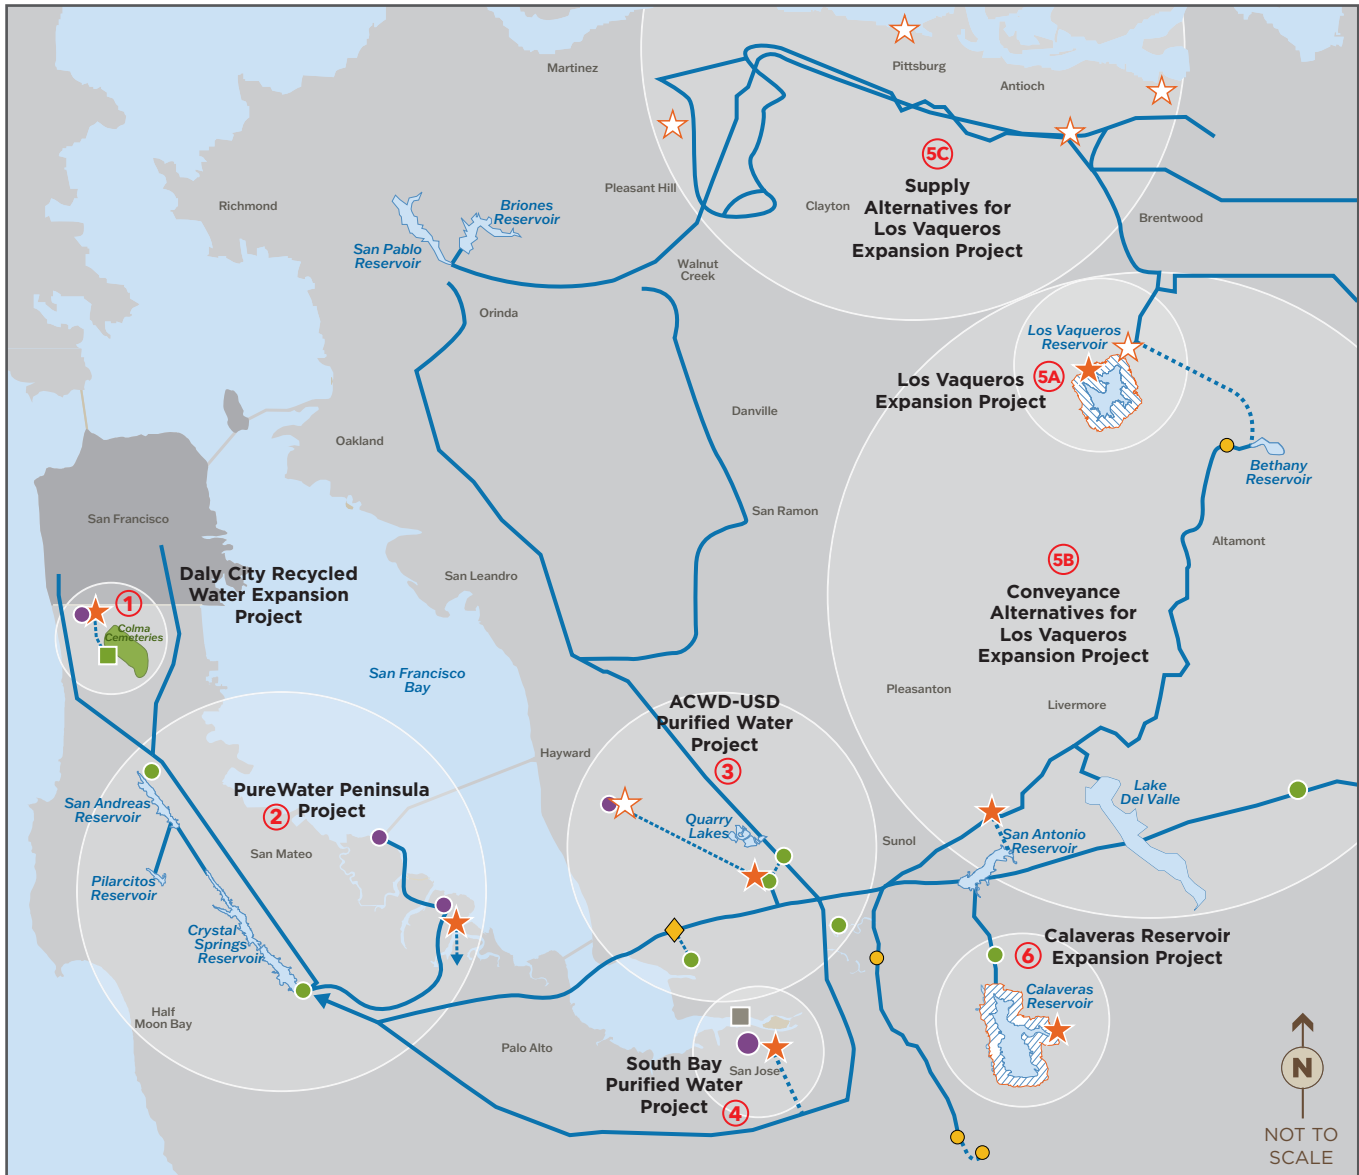 Martinez
Pittsburg
Antioch
5C
Supply
Alternatives for
Los Vaqueros
Expansion Project
Pleasant Hill
Clayton
Richmond
Briones
Reservoir
Brentwood
San Pablo
Reservoir
Walnut
Creek
Orinda
Los Vaqueros
Reservoir
Los Vaqueros
Expansion Project
5A
Danville
Oakland
Bethany
Reservoir
San Ramon
San Francisco
Altamont
5B
Conveyance
Alternatives for
Los Vaqueros
Expansion Project
San Leandro
Daly City Recycled
Water Expansion
Project
1
Colma
Cemeteries
San Francisco
Bay
Pleasanton
Livermore
ACWD-USD
Purified Water
Project
3
Hayward
PureWater Peninsula
Project
2
San Andreas
Reservoir
Lake
Del Valle
Quarry
Lakes
Sunol
San Antonio
Reservoir
San Mateo
Pilarcitos
Reservoir
Crystal
Springs
Reservoir
Calaveras Reservoir
Expansion Project
6
Calaveras
Reservoir
Half
Moon Bay
Palo Alto
South Bay
Purified Water
Project
4
San Jose
N
NOT TO
SCALE